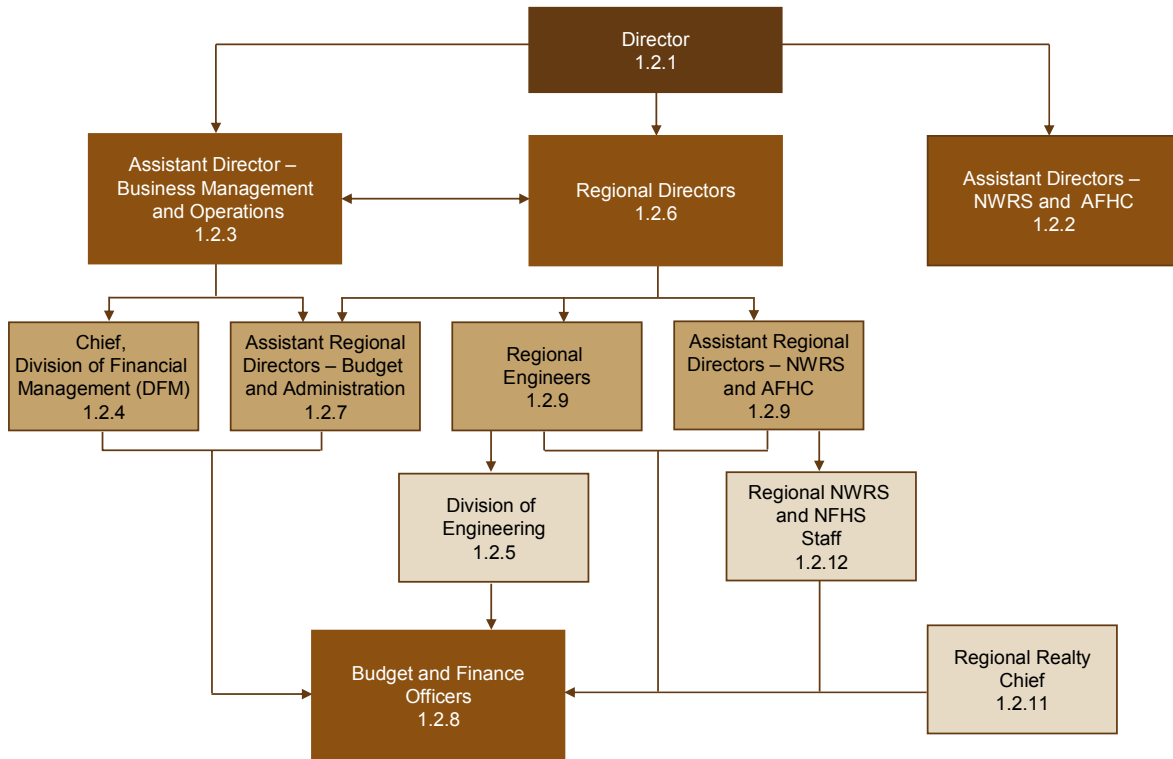 Director
1.2.1
Assistant Director –
Business Management
and Operations
1.2.3
Regional Directors
1.2.6
Assistant Directors –
NWRS and AFHC
1.2.2
Chief,
Division of Financial
Management (DFM)
1.2.4
Assistant Regional
Directors – Budget
and Administration
1.2.7
Regional
Engineers
1.2.9
Assistant Regional
Directors – NWRS
and AFHC
1.2.9
Division of
Engineering
1.2.5
Regional NWRS
and NFHS
Staff
1.2.12
Budget and Finance
Officers
1.2.8
Regional Realty
Chief
1.2.11